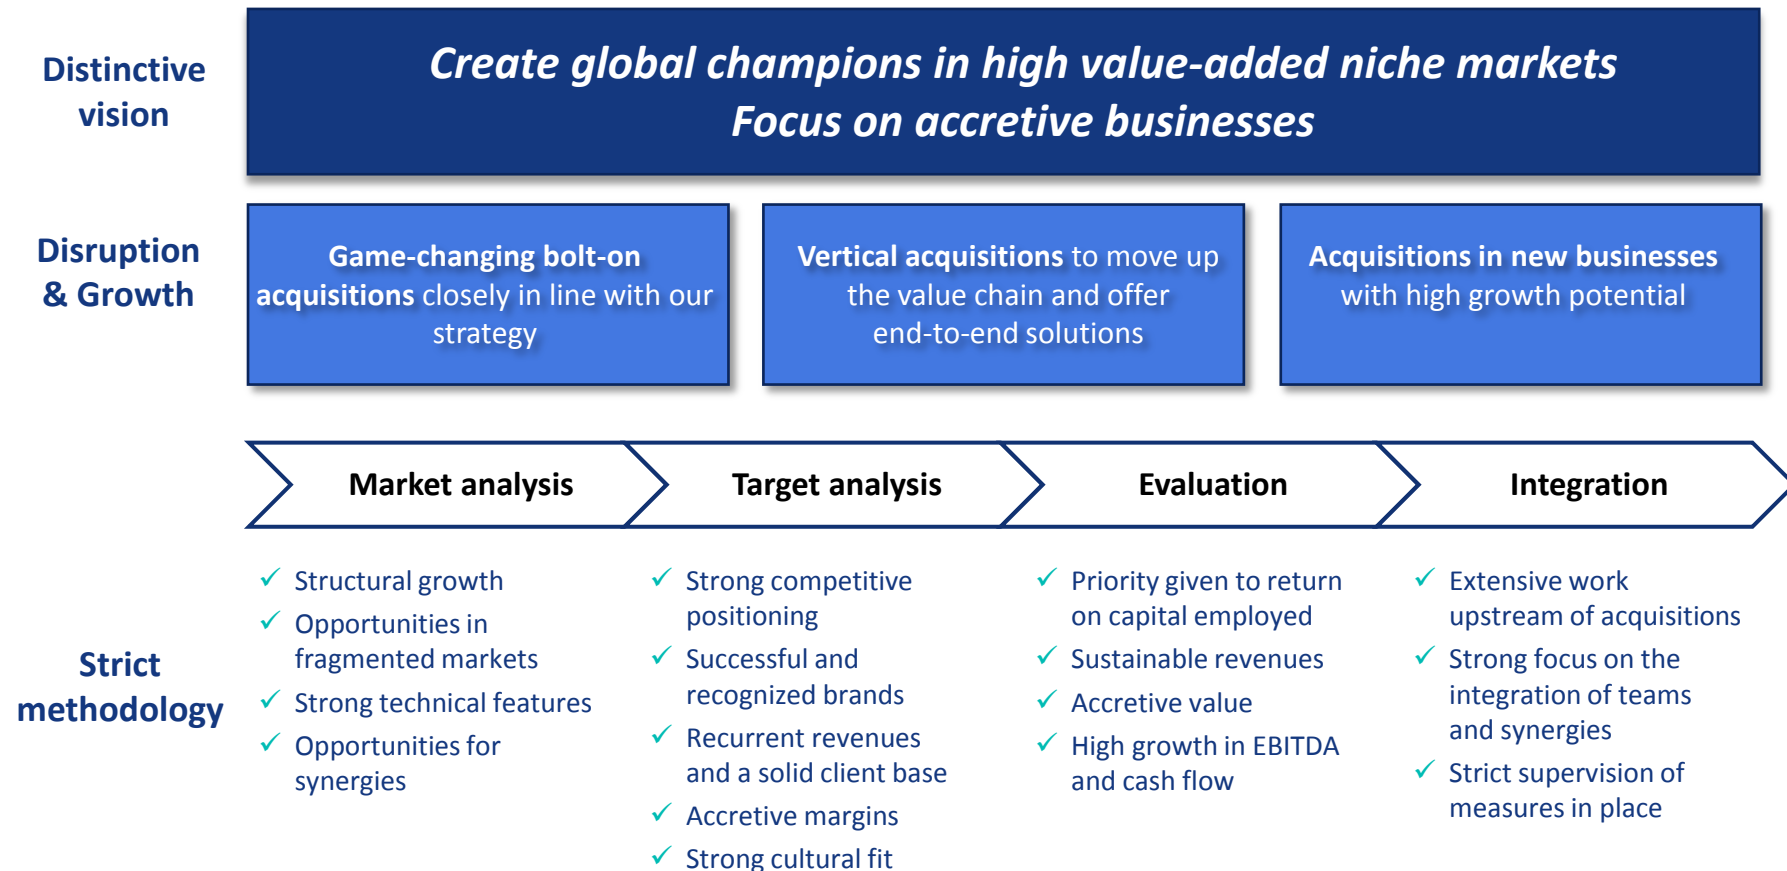 Distinctive
vision
Create global champions in high value-added niche markets
Focus on accretive businesses
Disruption
& Growth
Game-changing bolt-on
acquisitions closely in line with our
strategy
Vertical acquisitions to move up
the value chain and offer
end-to-end solutions
Acquisitions in new businesses
with high growth potential
Strict
methodology
Market analysis
✓ Structural growth
✓ Opportunities in
fragmented markets
✓ Strong technical features
✓ Opportunities for
synergies
Target analysis
✓ Strong competitive
positioning
✓ Successful and
recognized brands
✓ Recurrent revenues
and a solid client base
✓ Accretive margins
✓ Strong cultural fit
Evaluation
✓ Priority given to return
on capital employed
✓ Sustainable revenues
✓ Accretive value
✓ High growth in EBITDA
and cash flow
Integration
✓ Extensive work
upstream of acquisitions
✓ Strong focus on the
integration of teams
and synergies
✓ Strict supervision of
measures in place